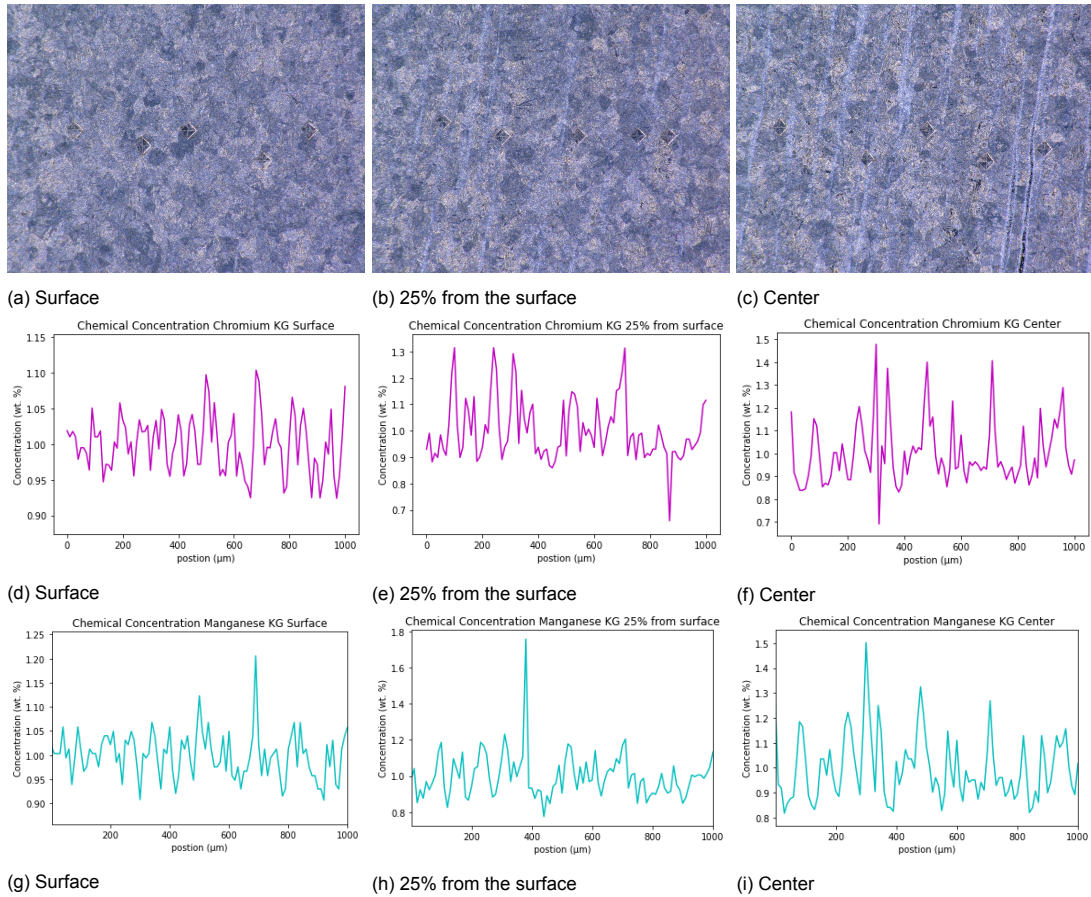 (a) Surface
(b) 25% from the surface
(c) Center
Chemical Concentration Chromium KG Surface
Concentration (wt. %)
1.15
1.10
1.05
1.00
0.95
0.90
0 200 400 600 800 1000
postion (µm)
Chemical Concentration Chromium KG 25% from surface
Concentration (wt. %)
1.3
1.2
1.1
1.0
0.9
0.8
0.7
0 200 400 600 800 1000
postion (µm)
Chemical Concentration Chromium KG Center
Concentration (wt. %)
1.5
1.4
1.3
1.2
1.1
1.0
0.9
0.8
0.7
0 200 400 600 800 1000
postion (µm)
(d) Surface
(e) 25% from the surface
(f) Center
Chemical Concentration Manganese KG Surface
Concentration (wt. %)
1.25
1.20
1.15
1.10
1.05
1.00
0.95
0.90
200 400 600 800 1000
postion (µm)
Chemical Concentration Manganese KG 25% from surface
Concentration (wt. %)
1.8
1.6
1.4
1.2
1.0
0.8
200 400 600 800 1000
postion (µm)
Chemical Concentration Manganese KG Center
Concentration (wt. %)
1.5
1.4
1.3
1.2
1.1
1.0
0.9
0.8
200 400 600 800 1000
postion (µm)
(g) Surface
(h) 25% from the surface
(i) Center